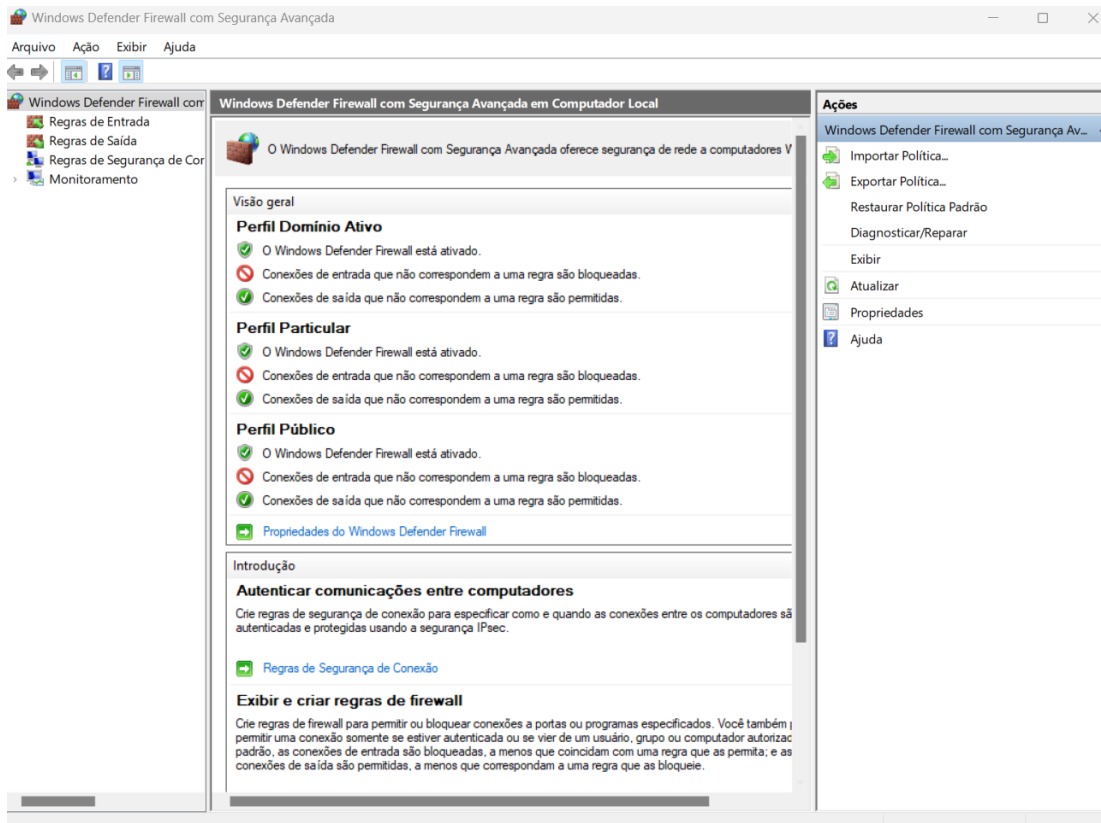 Windows Defender Firewall com Segurança Avançada
Arquivo Ação Exibir Ajuda
Windows Defender Firewall com
Regras de Entrada
Regras de Saída
Regras de Segurança de Cor
Monitoramento
Windows Defender Firewall com Segurança Avançada em Computador Local
O Windows Defender Firewall com Segurança Avançada oferece segurança de rede a computadores W
Visão geral
Perfil Domínio Ativo
O Windows Defender Firewall está ativado.
Conexões de entrada que não correspondem a uma regra são bloqueadas.
Conexões de saída que não correspondem a uma regra são permitidas.
Perfil Particular
O Windows Defender Firewall está ativado.
Conexões de entrada que não correspondem a uma regra são bloqueadas.
Conexões de saída que não correspondem a uma regra são permitidas.
Perfil Público
O Windows Defender Firewall está ativado.
Conexões de entrada que não correspondem a uma regra são bloqueadas.
Conexões de saída que não correspondem a uma regra são permitidas.
Propriedades do Windows Defender Firewall
Introdução
Autenticar comunicações entre computadores
Crie regras de segurança de conexão para especificar como e quando as conexões entre os computadores sã
autenticadas e protegidas usando a segurança IPsec.
Regras de Segurança de Conexão
Exibir e criar regras de firewall
Crie regras de firewall para permitir ou bloquear conexões a portas ou programas especificados. Você também
permitir uma conexão somente se estiver autenticada ou se vier de um usuário, grupo ou computador autorizad
padrão, as conexões de entrada são bloqueadas, a menos que coincidam com uma regra que as permita; e as
conexões de saída são permitidas, a menos que correspondam a uma regra que as bloqueie.
Ações
Windows Defender Firewall com Segurança Av...
Importar Política...
Exportar Política...
Restaurar Política Padrão
Diagnosticar/Reparar
Exibir
Atualizar
Propriedades
Ajuda